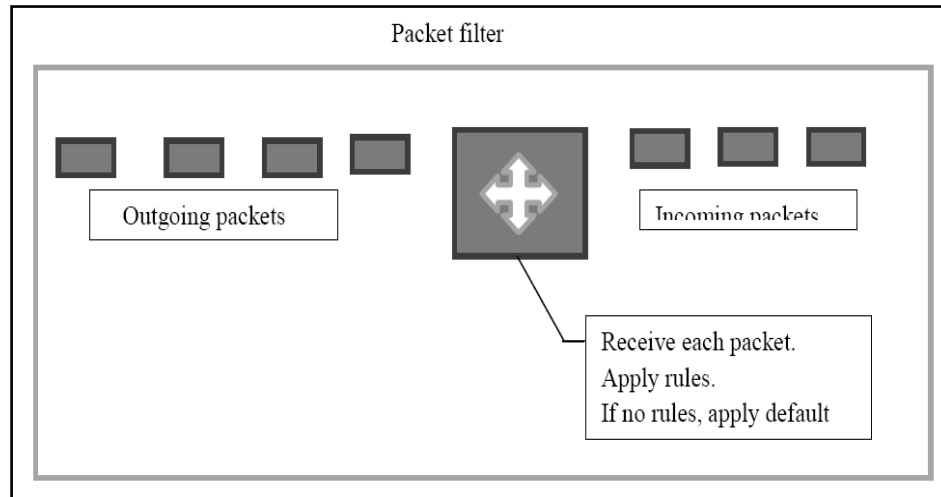 Packet filter
Outgoing packets
Incoming packets
Receive each packet.
Apply rules.
If no rules, apply default